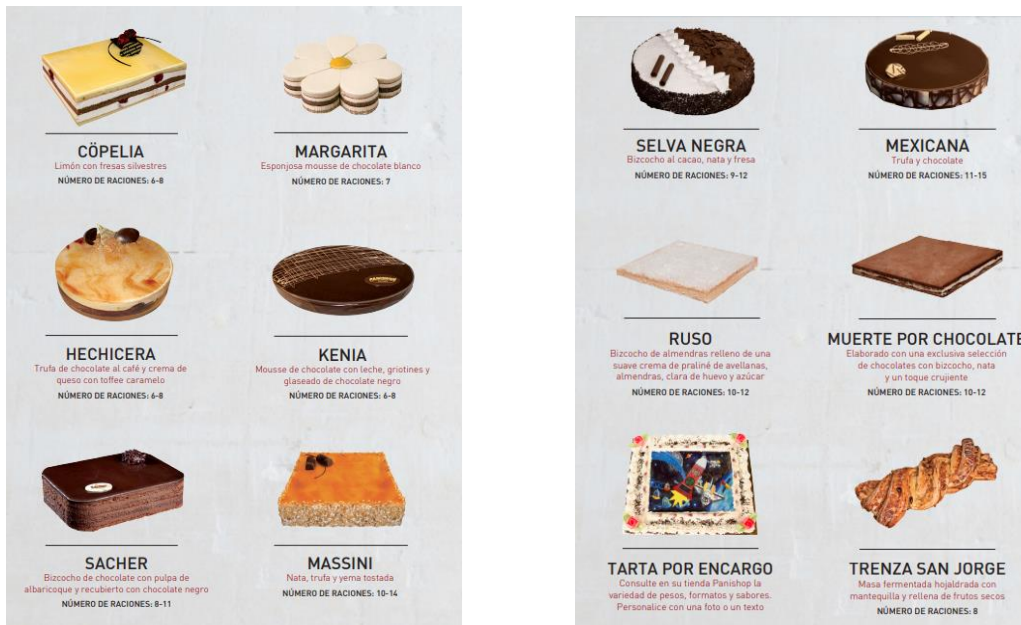 CÖPELIA
Limón con fresas silvestres
NÚMERO DE RACIONES: 6-8
MARGARITA
Esponjosa mousse de chocolate blanco
NÚMERO DE RACIONES: 7
HECHICERA
Trufa de chocolate al café y crema de
queso con toffee caramelo
NÚMERO DE RACIONES: 6-8
KENIA
Mousse de chocolate con leche, griotines y
glaseado de chocolate negro
NÚMERO DE RACIONES: 6-8
SACHER
Bizcocho de chocolate con pulpa de
albaricoque y recubierto con chocolate negro
NÚMERO DE RACIONES: 8-11
MASSINI
Nata, trufa y yema tostada
NÚMERO DE RACIONES: 10-14
SELVA NEGRA
Bizcocho al cacao, nata y fresa
NÚMERO DE RACIONES: 9-12
MEXICANA
Trufa y chocolate
NÚMERO DE RACIONES: 11-15
RUSO
Bizcocho de almendras relleno de una
suave crema de praliné de avellanas,
almendras, clara de huevo y azúcar
NÚMERO DE RACIONES: 10-12
MUERTE POR CHOCOLATE
Elaborado con una exclusiva selección
de chocolates con bizcocho, nata
y un toque crujiente
NÚMERO DE RACIONES: 10-12
TARTA POR ENCARGO
Consulte en su tienda Panishop la
variedad de pesos, formatos y sabores.
Personalice con una foto o un texto
TRENZA SAN JORGE
Masa fermentada hojaldrada con
mantequilla y rellena de frutos secos
NÚMERO DE RACIONES: 8